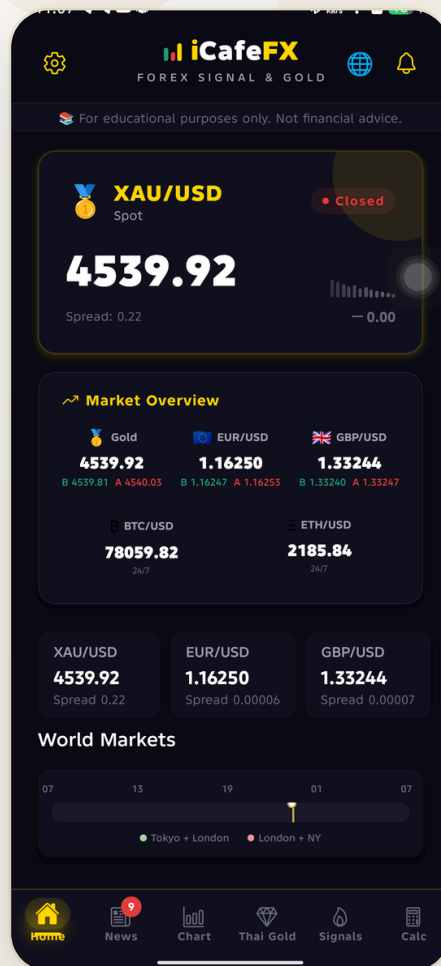 iCafeFX
FOREX SIGNAL & GOLD
For educational purposes only. Not financial advice.
XAU/USD
Spot
Closed
4539.92
Spread: 0.22
— 0.00
Market Overview
Gold EUR/USD GBP/USD
4539.92 1.16250 1.33244
B 4539.81 A 4540.03 B 1.16247 A 1.16253 B 1.33240 A 1.33247
BTC/USD ETH/USD
78059.82 2185.84
24/7 24/7
XAU/USD EUR/USD GBP/USD
4539.92 1.16250 1.33244
Spread 0.22 Spread 0.00006 Spread 0.00007
World Markets
07 13 19 01 07
Tokyo + London London + NY
9
Home News Chart Thai Gold Signals Calc